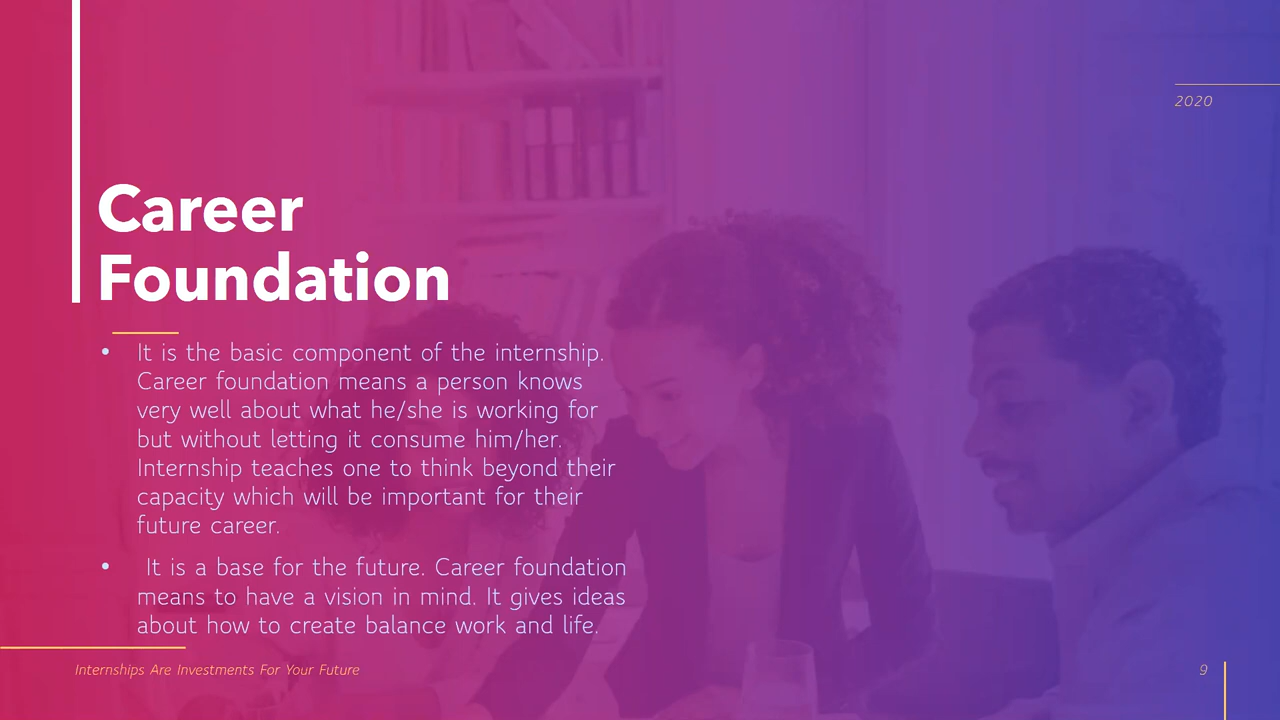 2020
Career
Foundation
• It is the basic component of the internship.
Career foundation means a person knows
very well about what he/she is working for
but without letting it consume him/her.
Internship teaches one to think beyond their
capacity which will be important for their
future career.
• It is a base for the future. Career foundation
means to have a vision in mind. It gives ideas
about how to create balance work and life.
Internships Are Investments For Your Future
9